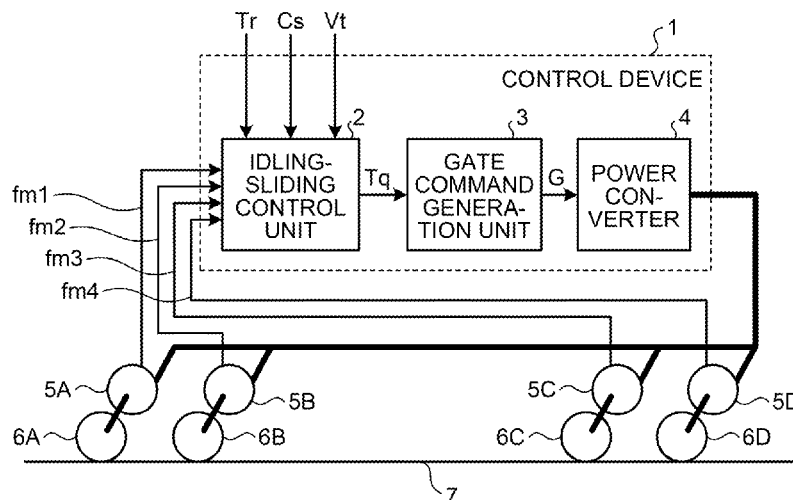 Tr Cs Vt
1
CONTROL DEVICE
2
3
4
IDLING-
SLIDING
CONTROL
UNIT
Tq
GATE
COMMAND
GENERA-
TION UNIT
G
POWER
CON-
VERTER
fm1
fm2
fm3
fm4
5A
5B
5C
5D
6A
6B
6C
6D
7